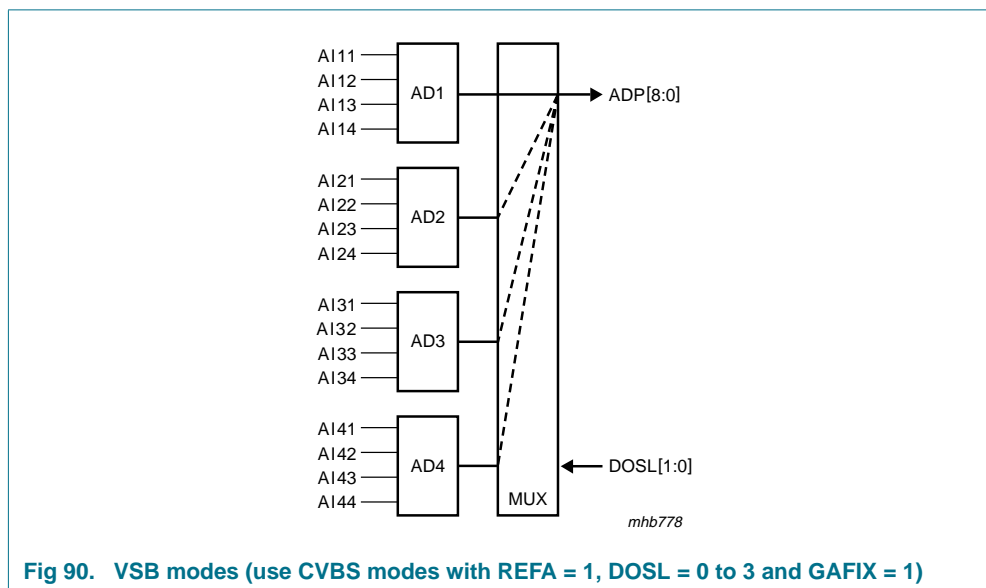 AI11
AI12
AI13
AI14
AD1
ADP[8:0]
AI21
AI22
AI23
AI24
AD2
AI31
AI32
AI33
AI34
AD3
AI41
AI42
AI43
AI44
AD4
DOSL[1:0]
MUX
mhb778
Fig 90. VSB modes (use CVBS modes with REFA = 1, DOSL = 0 to 3 and GAFIX = 1)